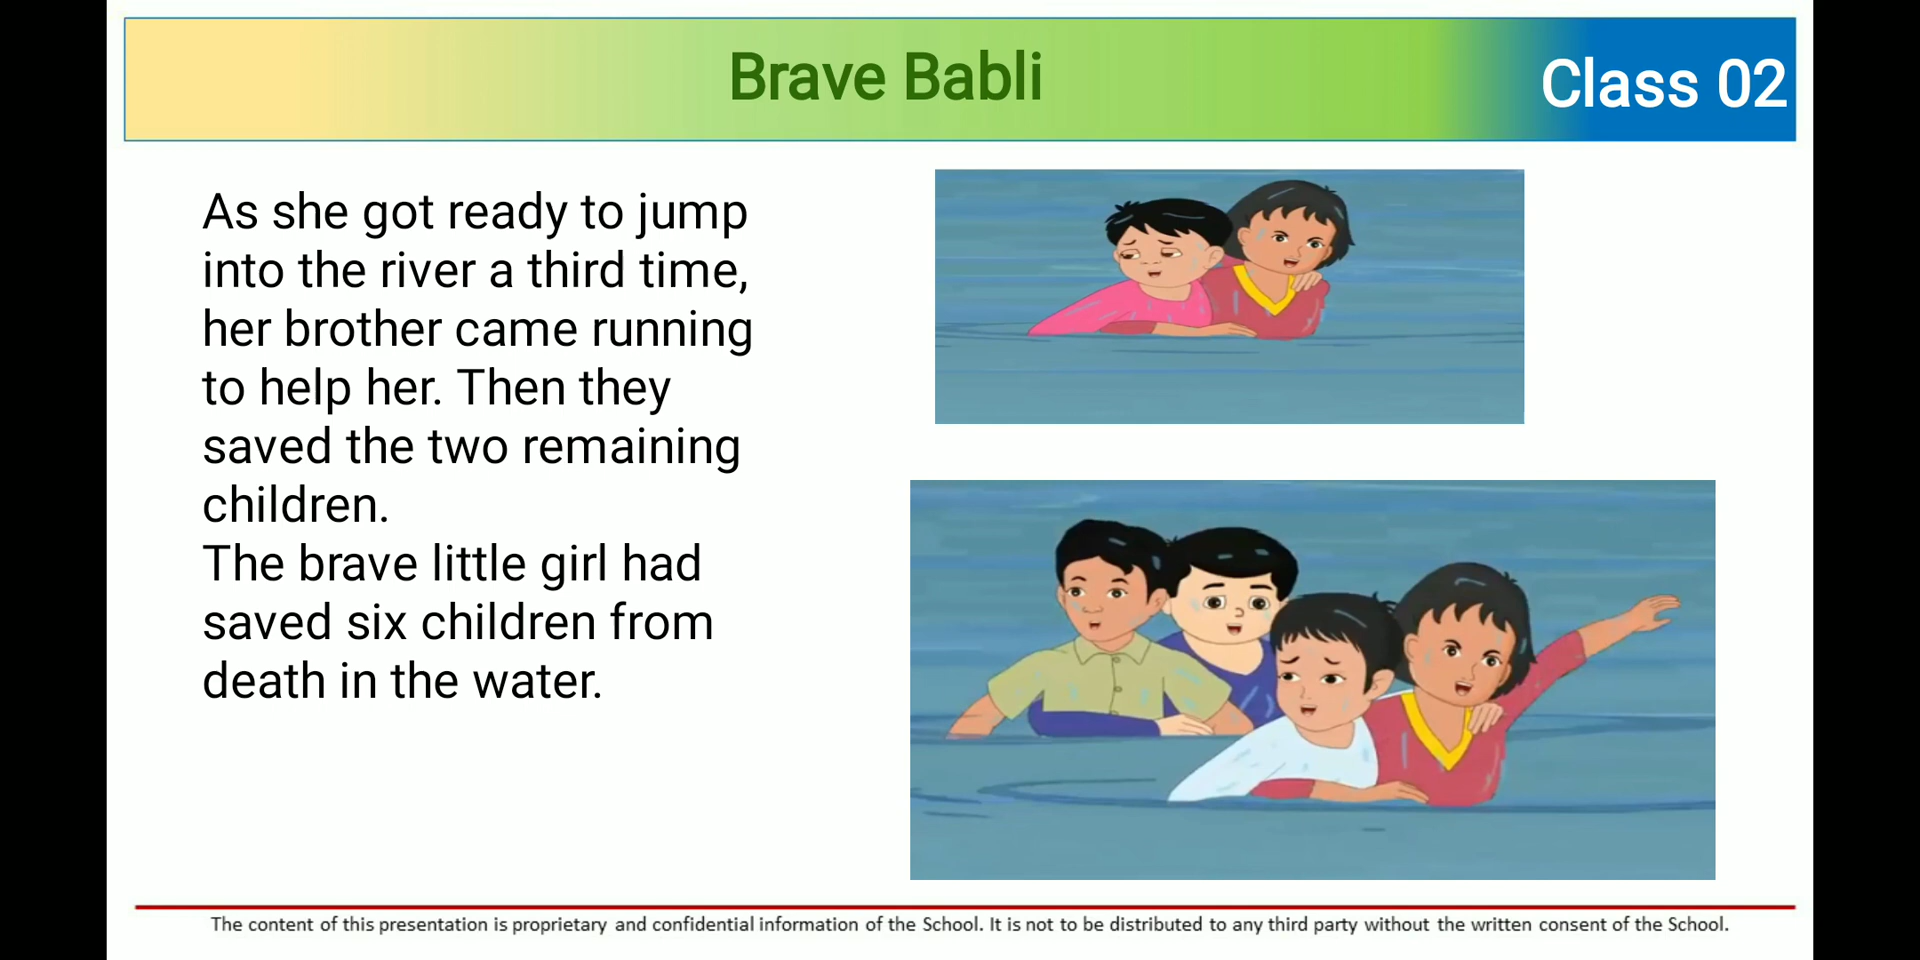 Brave Babli
Class 02
As she got ready to jump
into the river a third time,
her brother came running
to help her. Then they
saved the two remaining
children.
The brave little girl had
saved six children from
death in the water.
The content of this presentation is proprietary and confidential information of the School. It is not to be distributed to any third party without the written consent of the School.